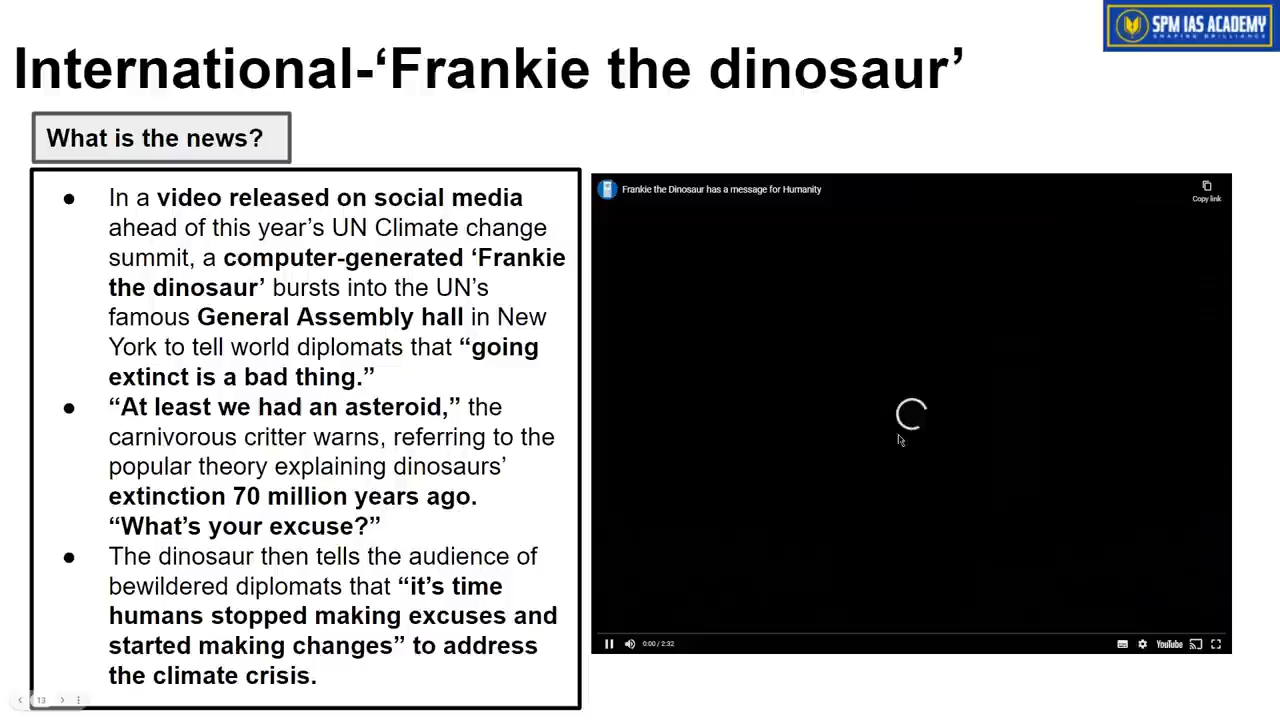 SPM IAS ACADEMY
SHAPING BRILLIANCE
International-‘Frankie the dinosaur’
What is the news?
● In a video released on social media
ahead of this year’s UN Climate change
summit, a computer-generated ‘Frankie
the dinosaur’ bursts into the UN’s
famous General Assembly hall in New
York to tell world diplomats that “going
extinct is a bad thing.”
● “At least we had an asteroid,” the
carnivorous critter warns, referring to the
popular theory explaining dinosaurs’
extinction 70 million years ago.
“What’s your excuse?”
● The dinosaur then tells the audience of
bewildered diplomats that “it’s time
humans stopped making excuses and
started making changes” to address
the climate crisis.
Frankie the Dinosaur has a message for Humanity
Copy link
0:00 / 2:32
YouTube
13